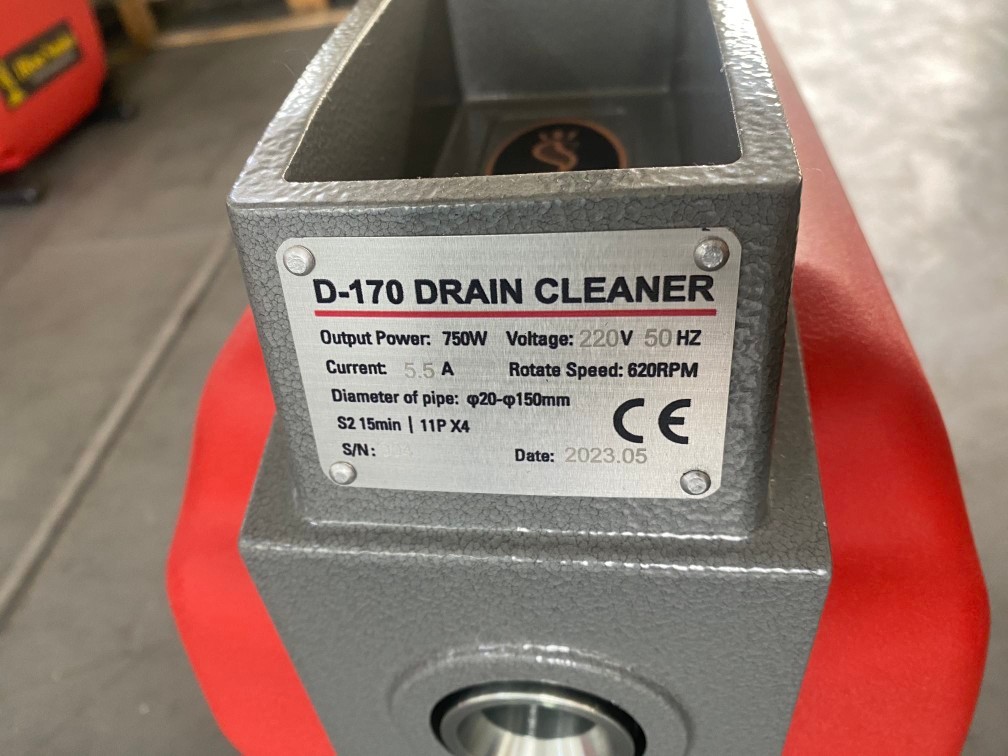 D-170 DRAIN CLEANER
Output Power: 750W Voltage: 220V 50 HZ
Current: 5.5 A Rotate Speed: 620RPM
Diameter of pipe: φ20-φ150mm
S2 15min | 11P X4
CE
S/N: Date: 2023.05